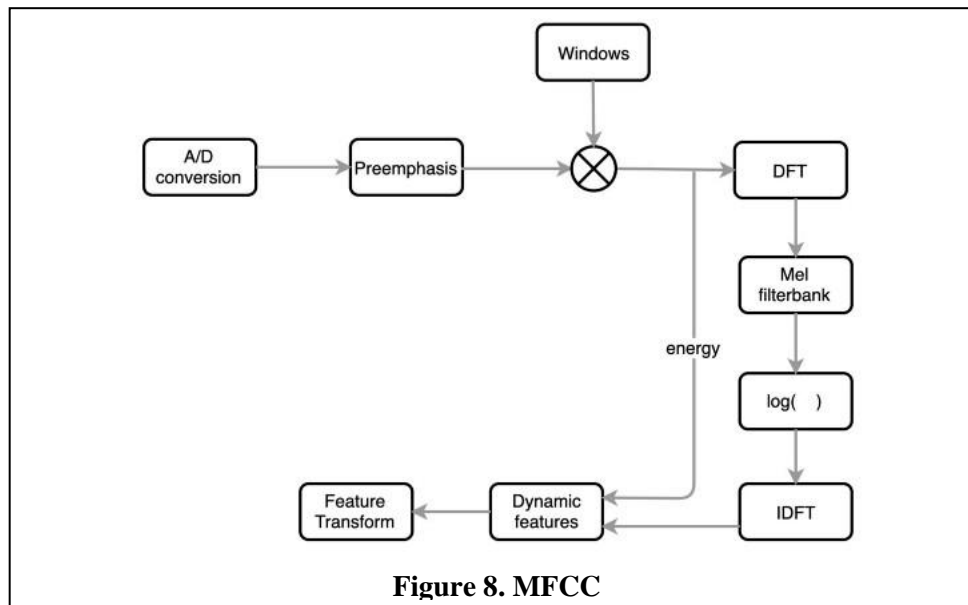 Windows
A/D
conversion
Preemphasis
DFT
Mel
filterbank
energy
log( )
Feature
Transform
Dynamic
features
IDFT
Figure 8. MFCC